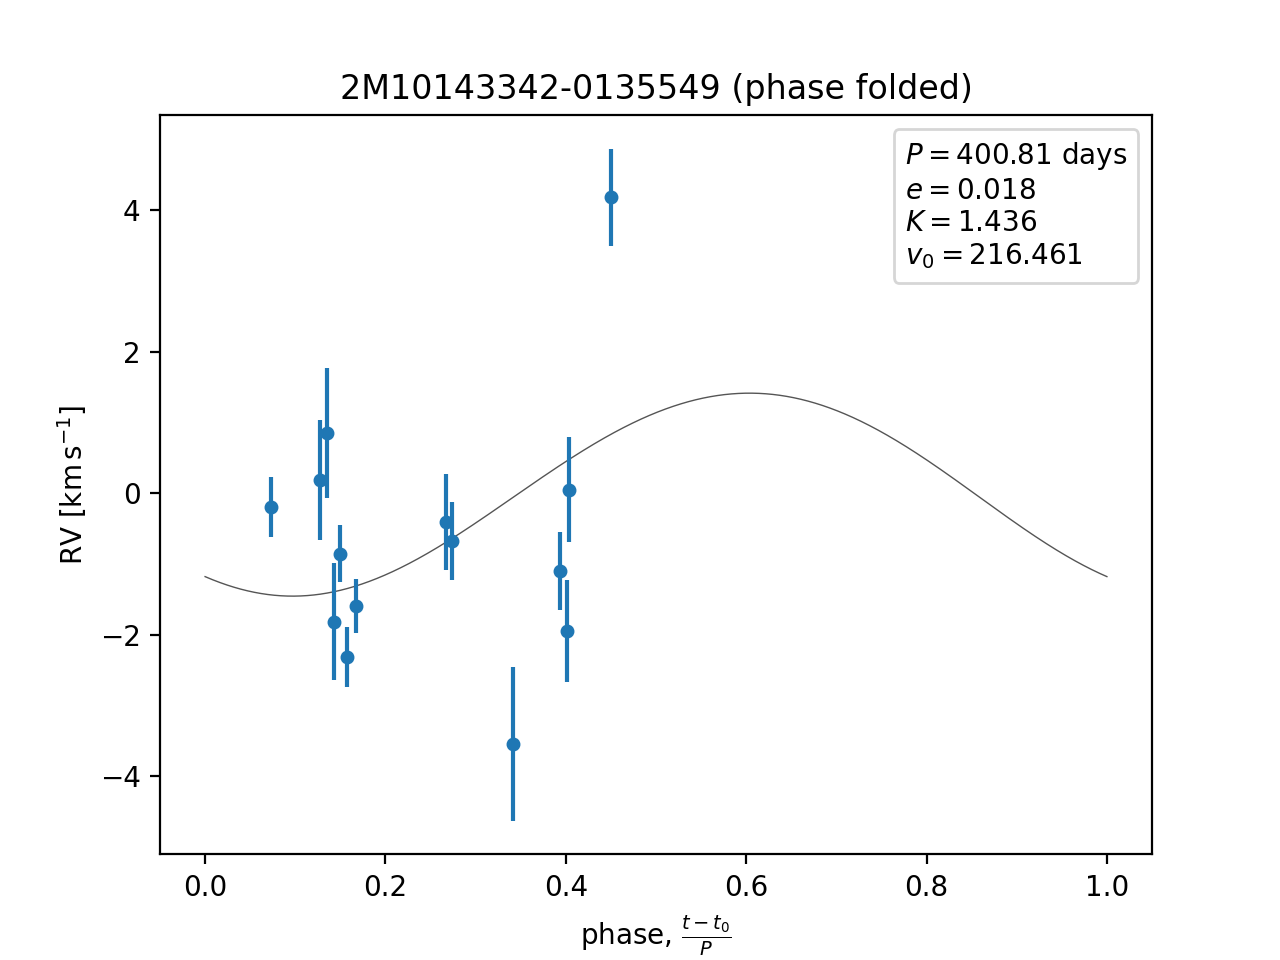 2M10143342-0135549 (phase folded)
P = 400.81 days
e = 0.018
K = 1.436
v₀ = 216.461
RV [km s⁻¹]
4
2
0
−2
−4
0.0 0.2 0.4 0.6 0.8 1.0
phase, (t − t₀)/P